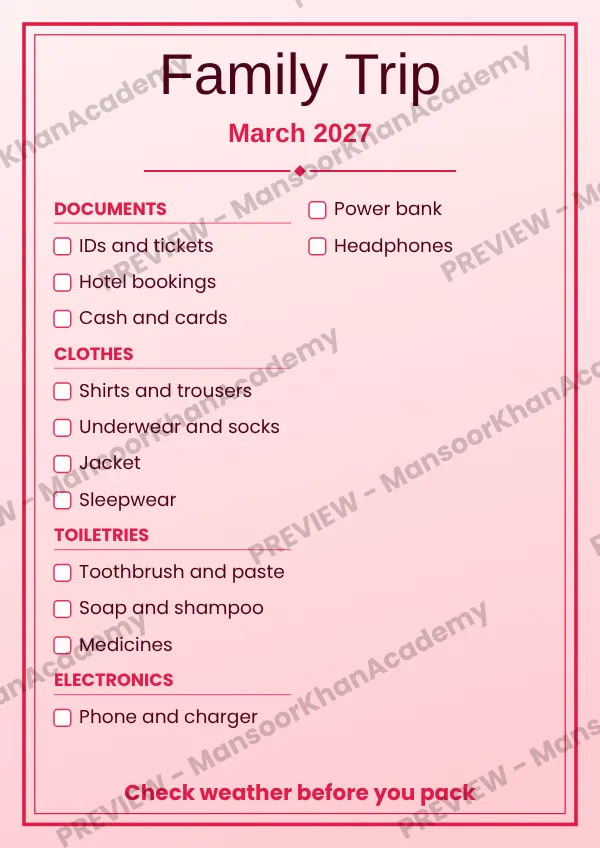 Family Trip
March 2027
DOCUMENTS
IDs and tickets
Hotel bookings
Cash and cards
CLOTHES
Shirts and trousers
Underwear and socks
Jacket
Sleepwear
TOILETRIES
Toothbrush and paste
Soap and shampoo
Medicines
ELECTRONICS
Phone and charger
Power bank
Headphones
Check weather before you pack
PREVIEW - MansoorKhanAcademy